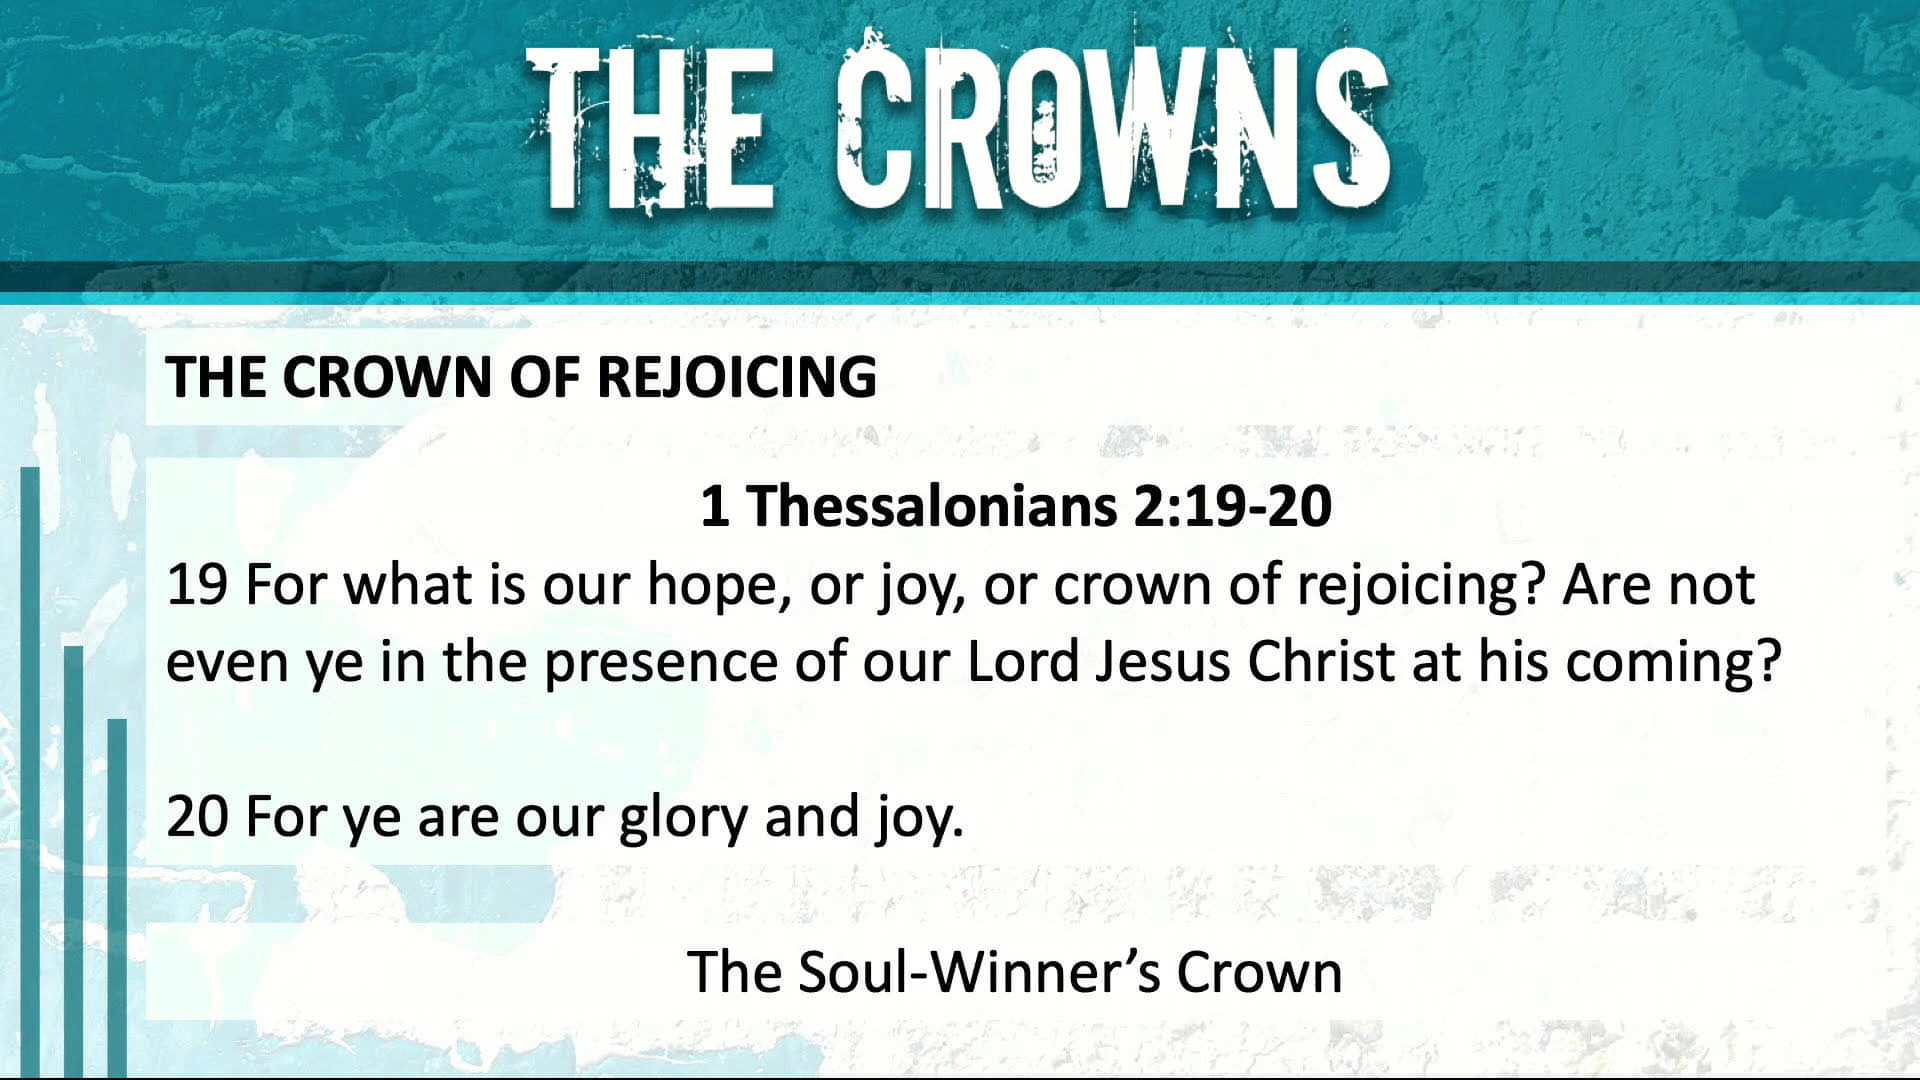 THE CROWNS
THE CROWN OF REJOICING
1 Thessalonians 2:19-20
19 For what is our hope, or joy, or crown of rejoicing? Are not
even ye in the presence of our Lord Jesus Christ at his coming?
20 For ye are our glory and joy.
The Soul-Winner’s Crown